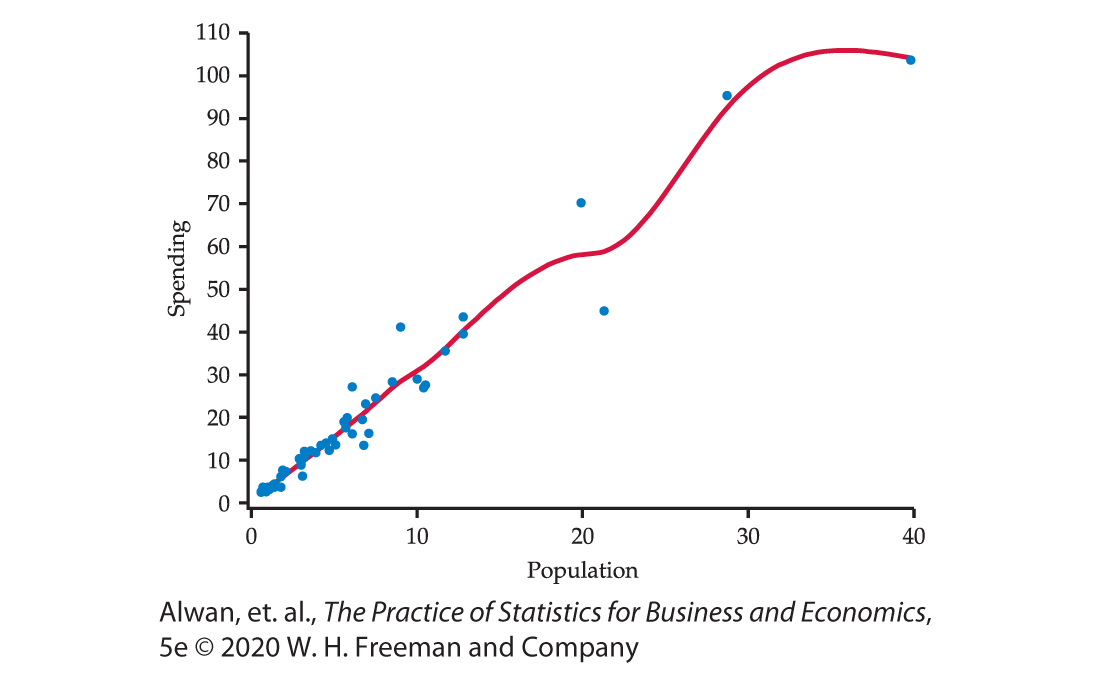 110
100
90
80
70
60
50
40
30
20
10
0
Spending
0 10 20 30 40
Population
Alwan, et. al., The Practice of Statistics for Business and Economics,
5e © 2020 W. H. Freeman and Company